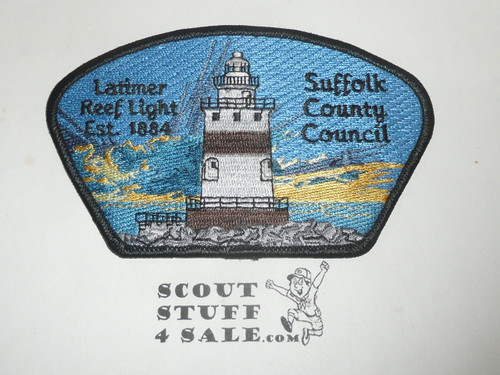 Latimer
Reef Light
Est. 1884
Suffolk
County
Council
SCOUT
STUFF
4 SALE.COM